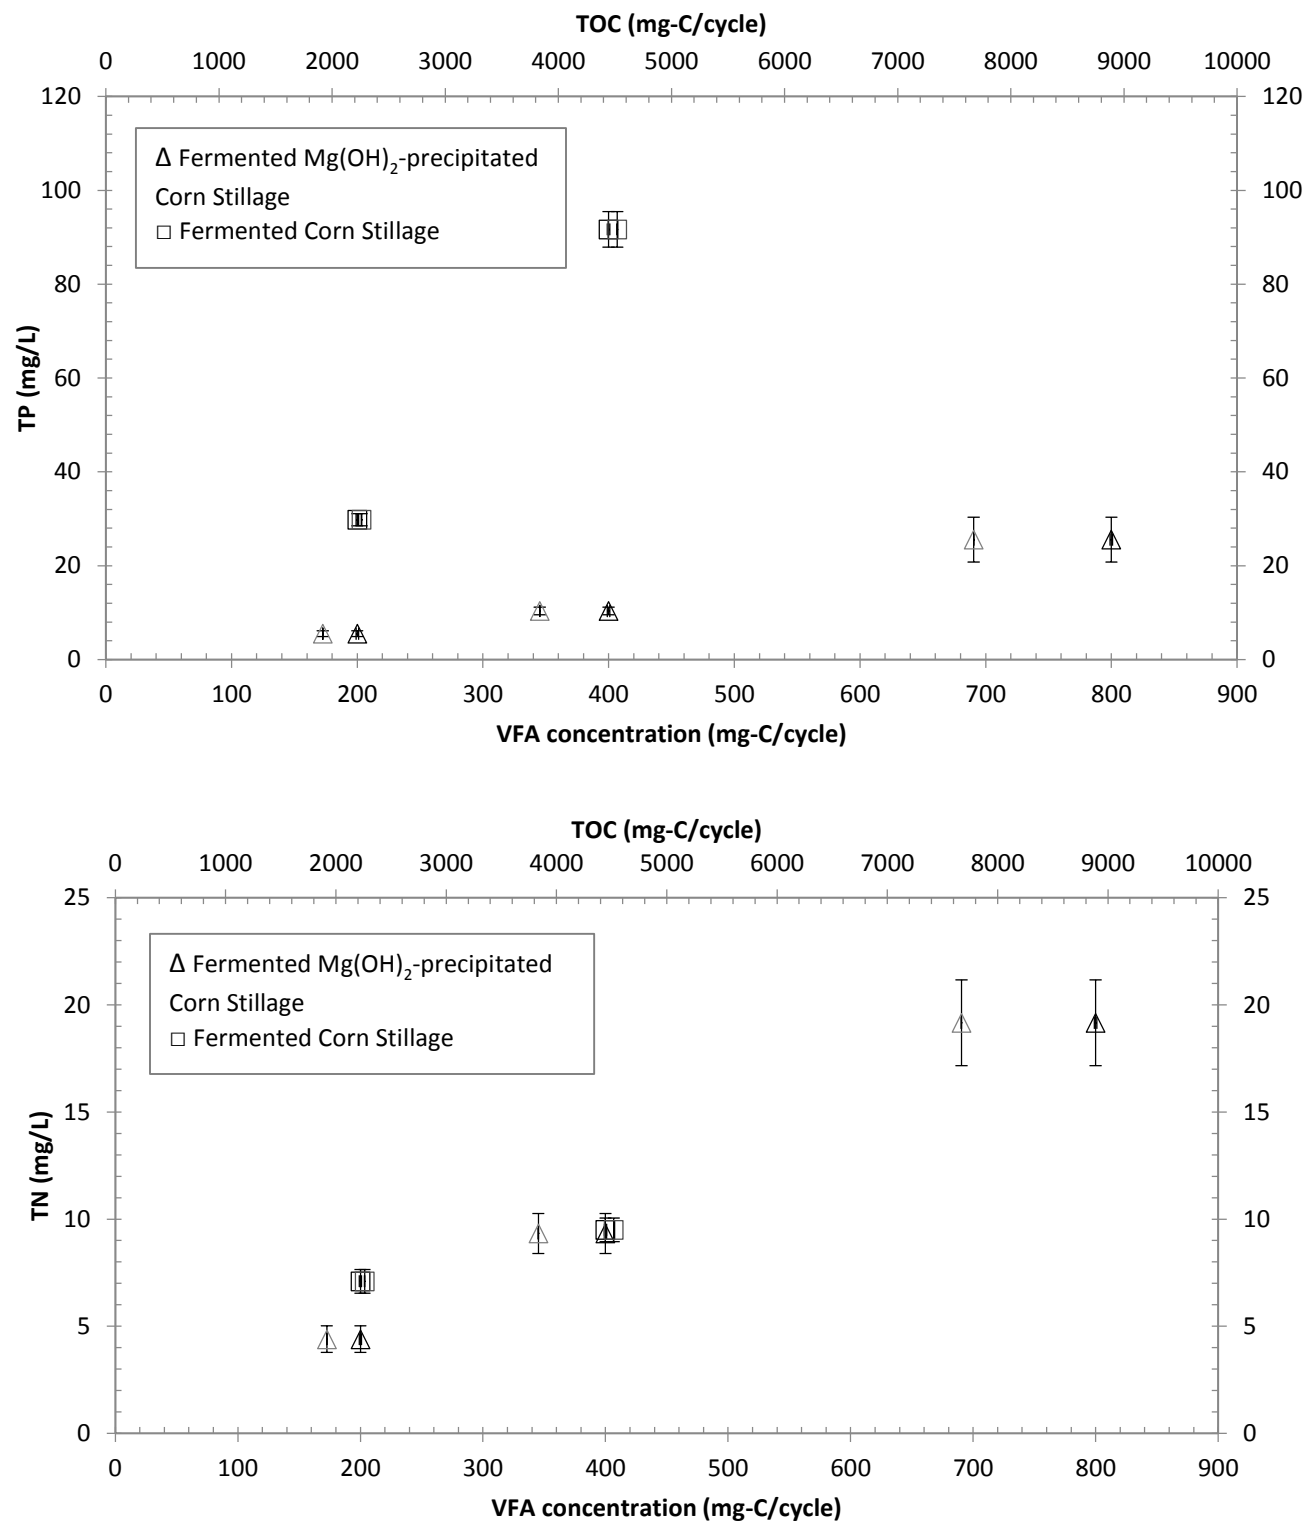 TOC (mg-C/cycle)
0 1000 2000 3000 4000 5000 6000 7000 8000 9000 10000
120 120
Δ Fermented Mg(OH)₂-precipitated
Corn Stillage
□ Fermented Corn Stillage
100 100
80 80
TP (mg/L)
60 60
40 40
20 20
0 0
0 100 200 300 400 500 600 700 800 900
VFA concentration (mg-C/cycle)
TOC (mg-C/cycle)
0 1000 2000 3000 4000 5000 6000 7000 8000 9000 10000
25 25
Δ Fermented Mg(OH)₂-precipitated
Corn Stillage
□ Fermented Corn Stillage
20 20
15 15
TN (mg/L)
10 10
5 5
0 0
0 100 200 300 400 500 600 700 800 900
VFA concentration (mg-C/cycle)